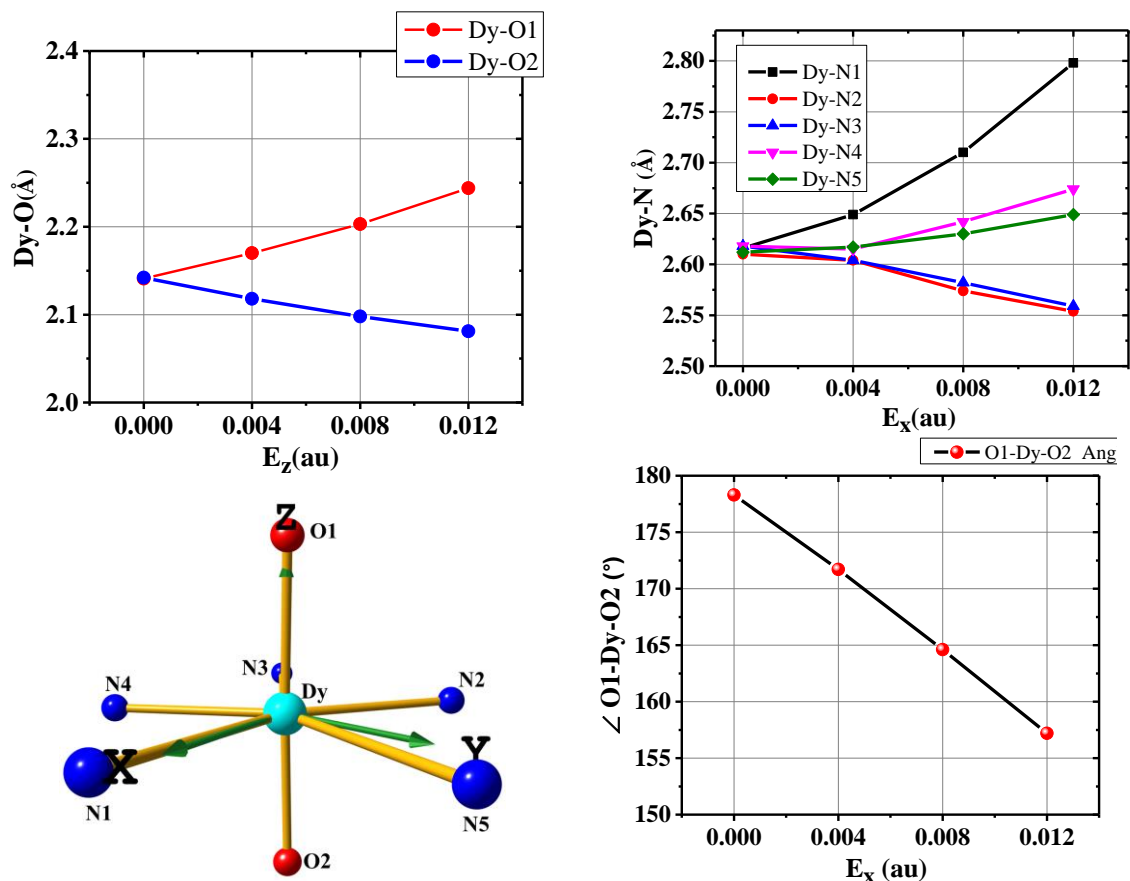 Dy-O1
Dy-O2
2.4
2.3
2.2
2.1
2.0
Dy-O(Å)
0.000 0.004 0.008 0.012
Ez(au)
Dy-N1
Dy-N2
Dy-N3
Dy-N4
Dy-N5
2.80
2.75
2.70
2.65
2.60
2.55
2.50
Dy-N (Å)
0.000 0.004 0.008 0.012
Ex(au)
Z
O1
N3
N4
Dy
N2
X
Y
N1
N5
O2
O1-Dy-O2 Ang
180
175
170
165
160
155
150
∠ O1-Dy-O2 (°)
0.000 0.004 0.008 0.012
Ex (au)